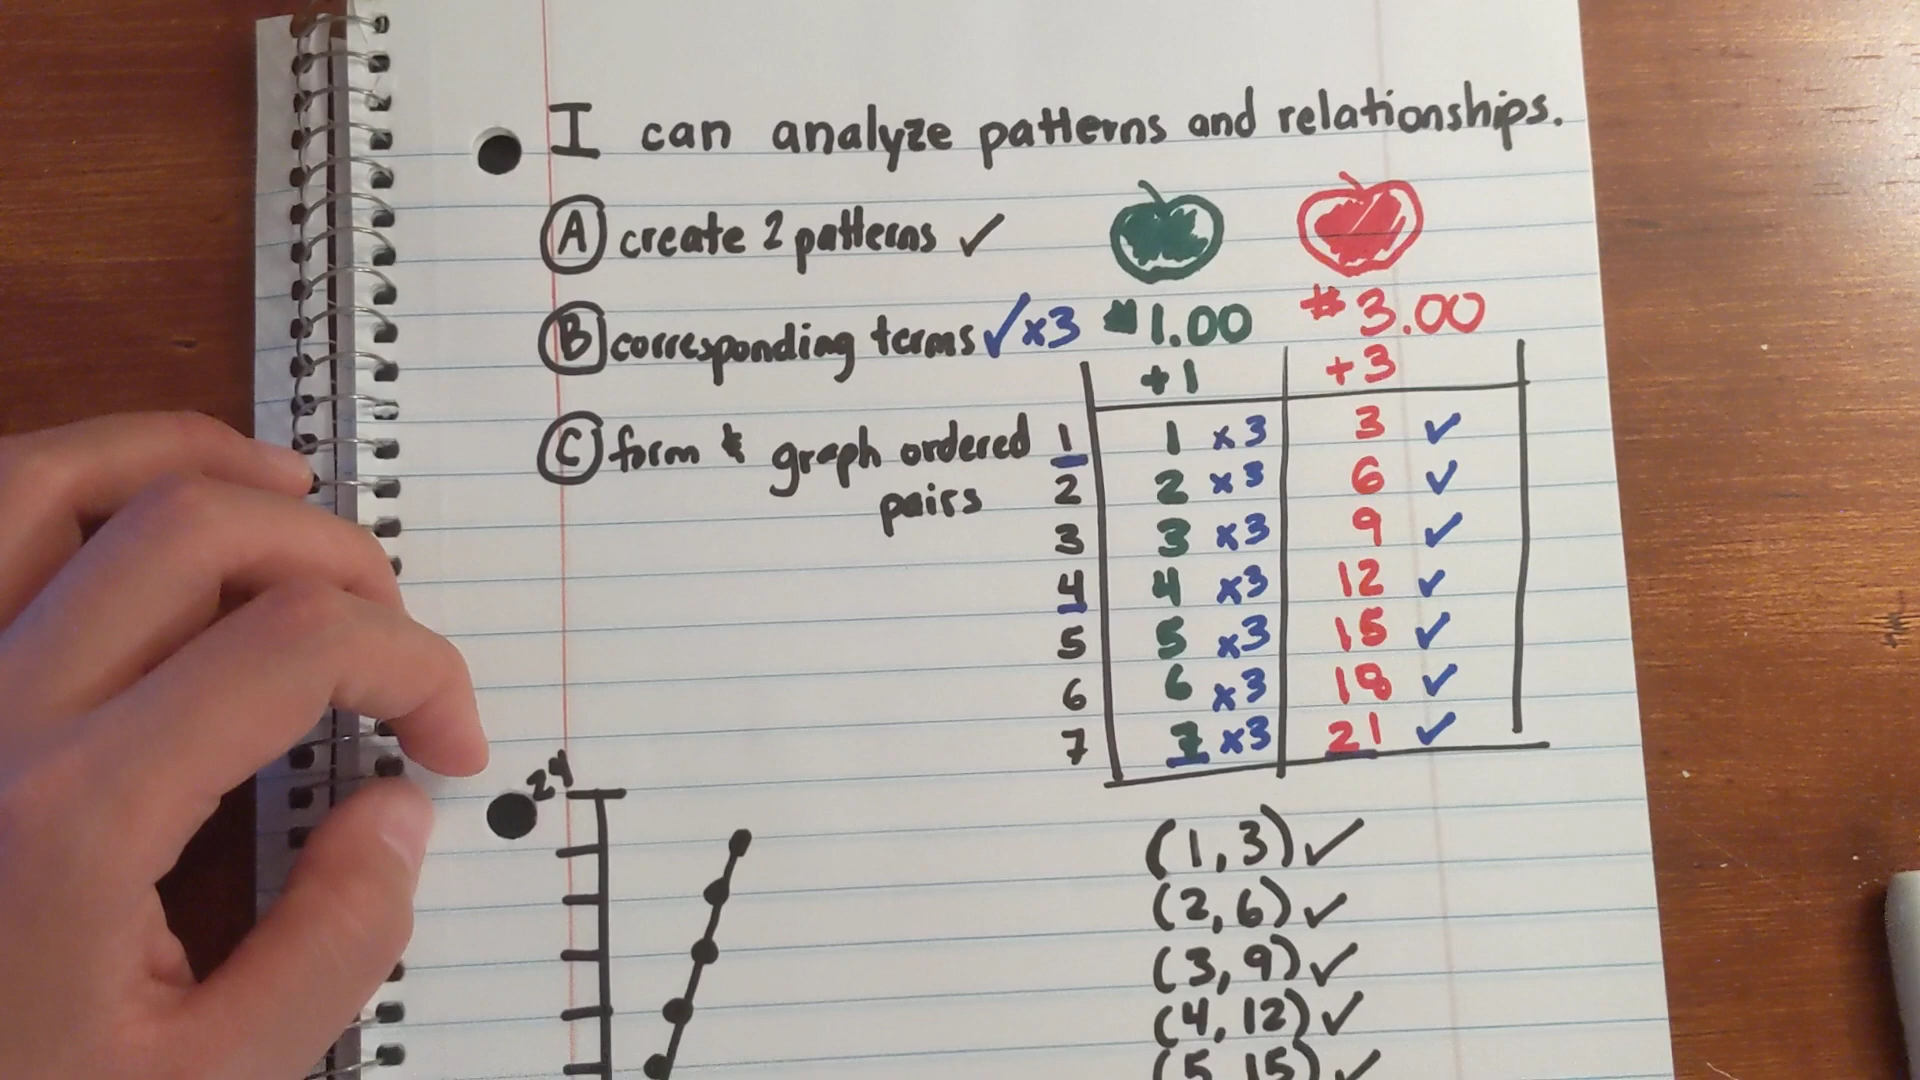 I can analyze patterns and relationships.
A create 2 patterns ✓
B corresponding terms ✓ x3 $1.00 $3.00
+1 +3
C form & graph ordered
pairs
1 1 x3 3 ✓
2 2 x3 6 ✓
3 3 x3 9 ✓
4 4 x3 12 ✓
5 5 x3 15 ✓
6 6 x3 18 ✓
7 7 x3 21 ✓
24
(1,3) ✓
(2,6) ✓
(3,9) ✓
(4,12) ✓
(5,15) ✓